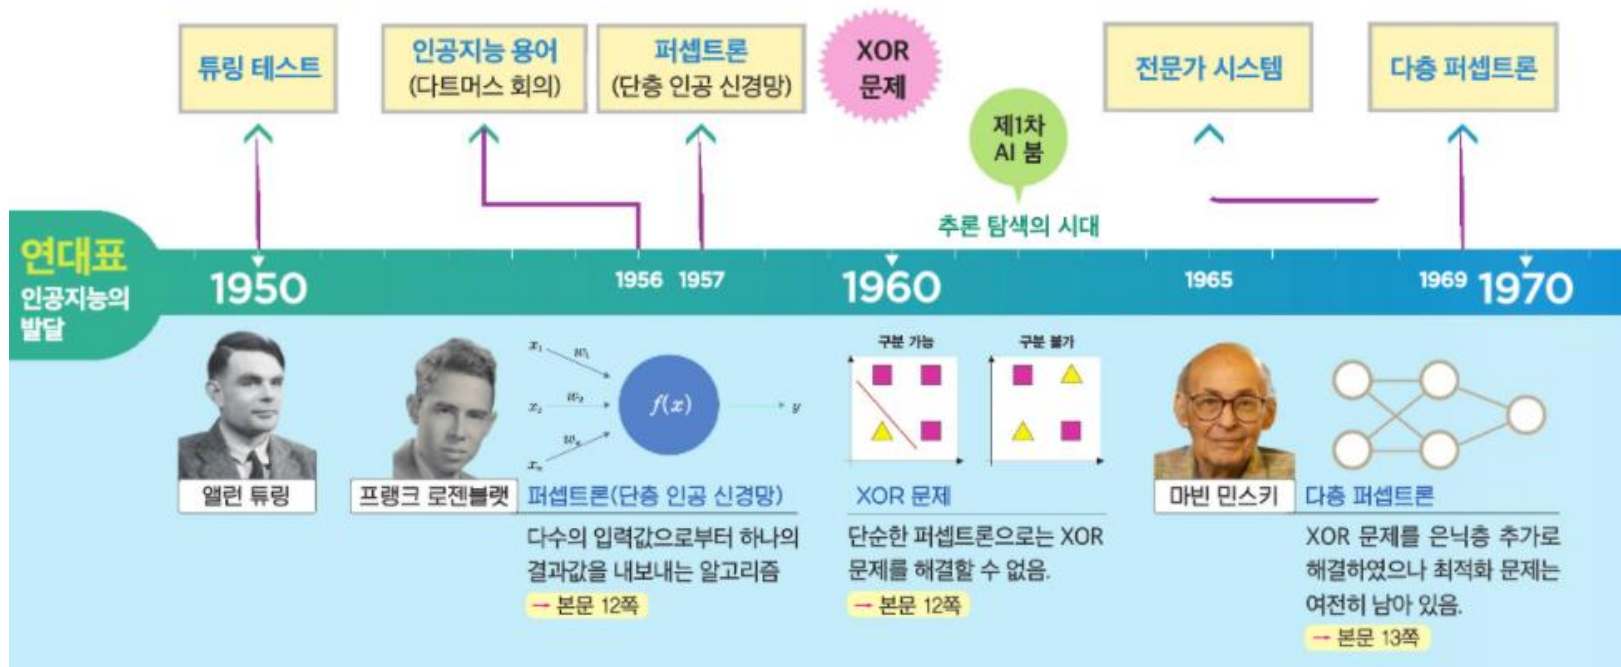 튜링 테스트
인공지능 용어
(다트머스 회의)
퍼셉트론
(단층 인공 신경망)
XOR
문제
제1차
AI 붐
추론 탐색의 시대
전문가 시스템
다층 퍼셉트론
연대표
인공지능의
발달
1950
1956
1957
1960
1965
1969
1970
앨런 튜링
프랭크 로젠블랫
x₁
w₁
x₂
w₂
wₙ
xₙ
f(x)
y
퍼셉트론(단층 인공 신경망)
다수의 입력값으로부터 하나의
결과값을 내보내는 알고리즘
→ 본문 12쪽
구분 가능
구분 불가
XOR 문제
단순한 퍼셉트론으로는 XOR
문제를 해결할 수 없음.
→ 본문 12쪽
마빈 민스키
다층 퍼셉트론
XOR 문제를 은닉층 추가로
해결하였으나 최적화 문제는
여전히 남아 있음.
→ 본문 13쪽